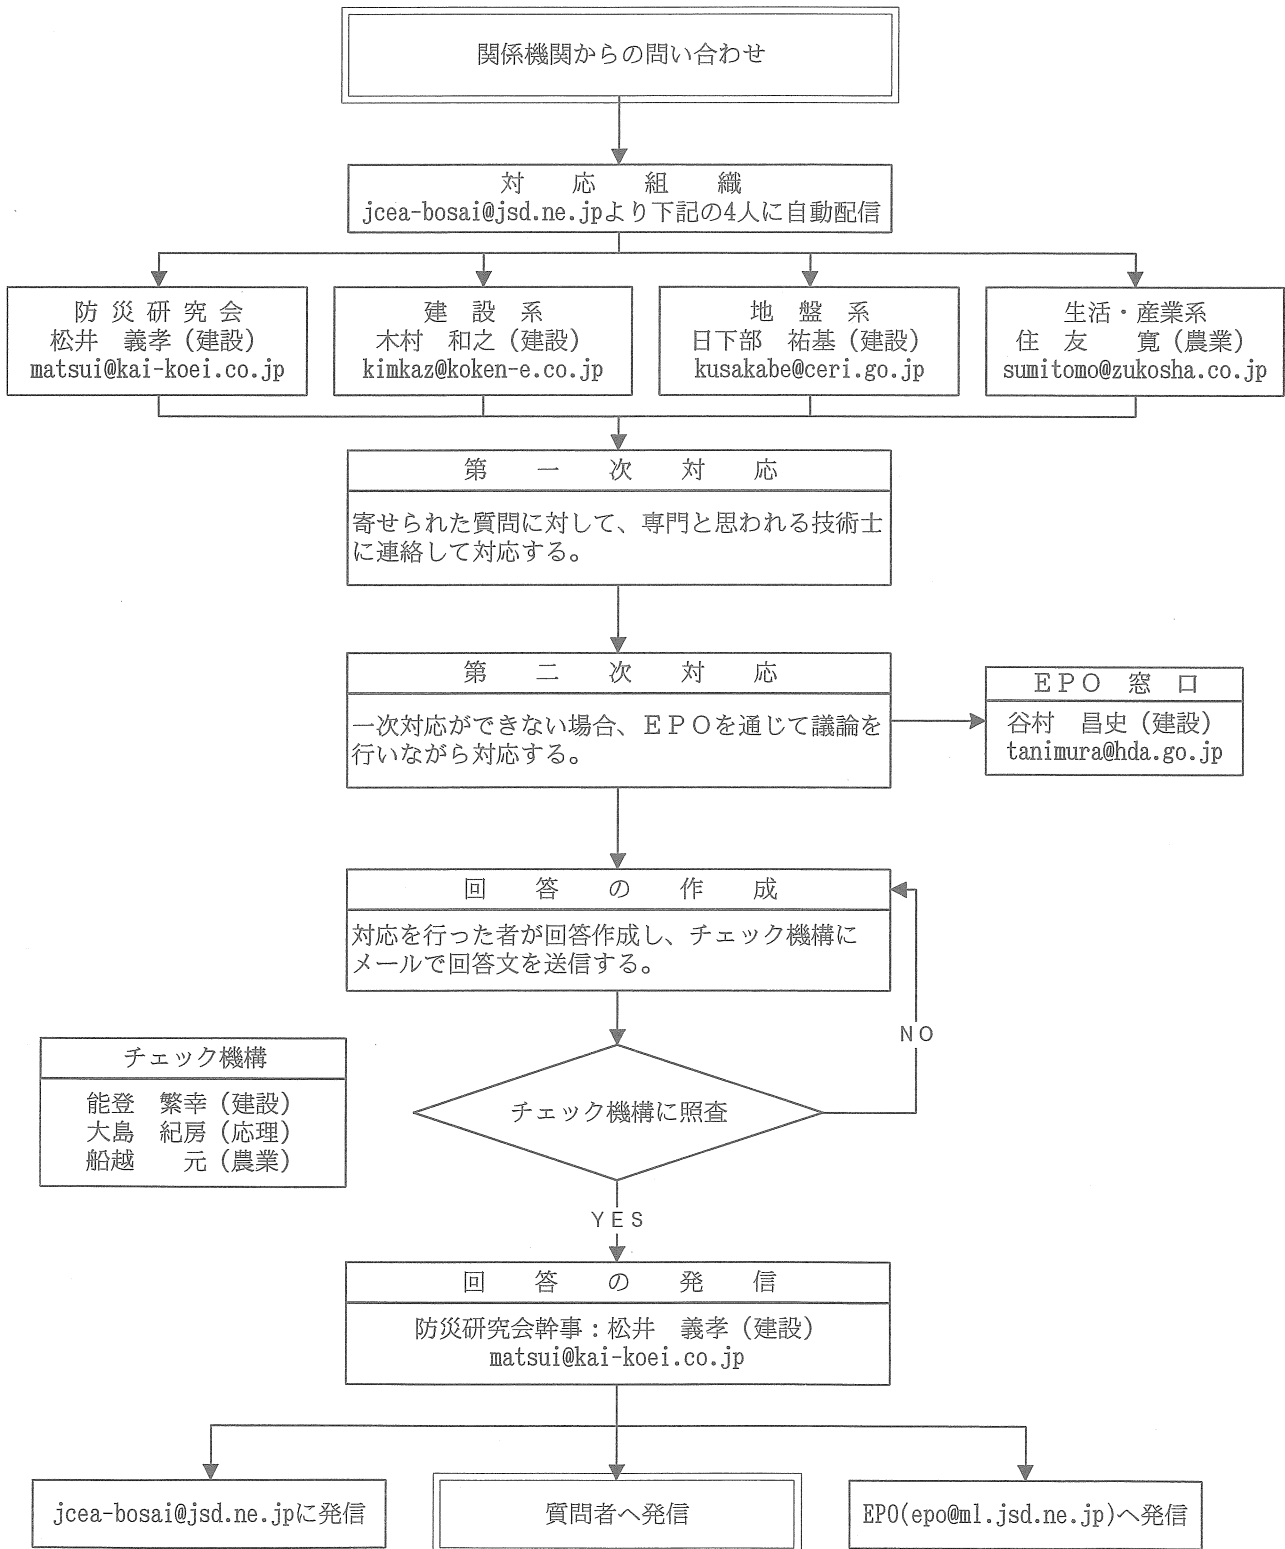 関係機関からの問い合わせ
対応組織
jcea-bosai@jsd.ne.jpより下記の4人に自動配信
防災研究会
松井 義孝（建設）
matsui@kai-koei.co.jp
建設系
木村 和之（建設）
kimkaz@koken-e.co.jp
地盤系
日下部 祐基（建設）
kusakabe@ceri.go.jp
生活・産業系
住友 寛（農業）
sumitomo@zukosha.co.jp
第一次対応
寄せられた質問に対して、専門と思われる技術士
に連絡して対応する。
第二次対応
一次対応ができない場合、ＥＰＯを通じて議論を
行いながら対応する。
ＥＰＯ 窓口
谷村 昌史（建設）
tanimura@hda.go.jp
回答の作成
対応を行った者が回答作成し、チェック機構に
メールで回答文を送信する。
NO
チェック機構
能登 繁幸（建設）
大島 紀房（応理）
船越 元（農業）
チェック機構に照査
YES
回答の発信
防災研究会幹事：松井 義孝（建設）
matsui@kai-koei.co.jp
jcea-bosai@jsd.ne.jpに発信
質問者へ発信
EPO(epo@ml.jsd.ne.jp)へ発信